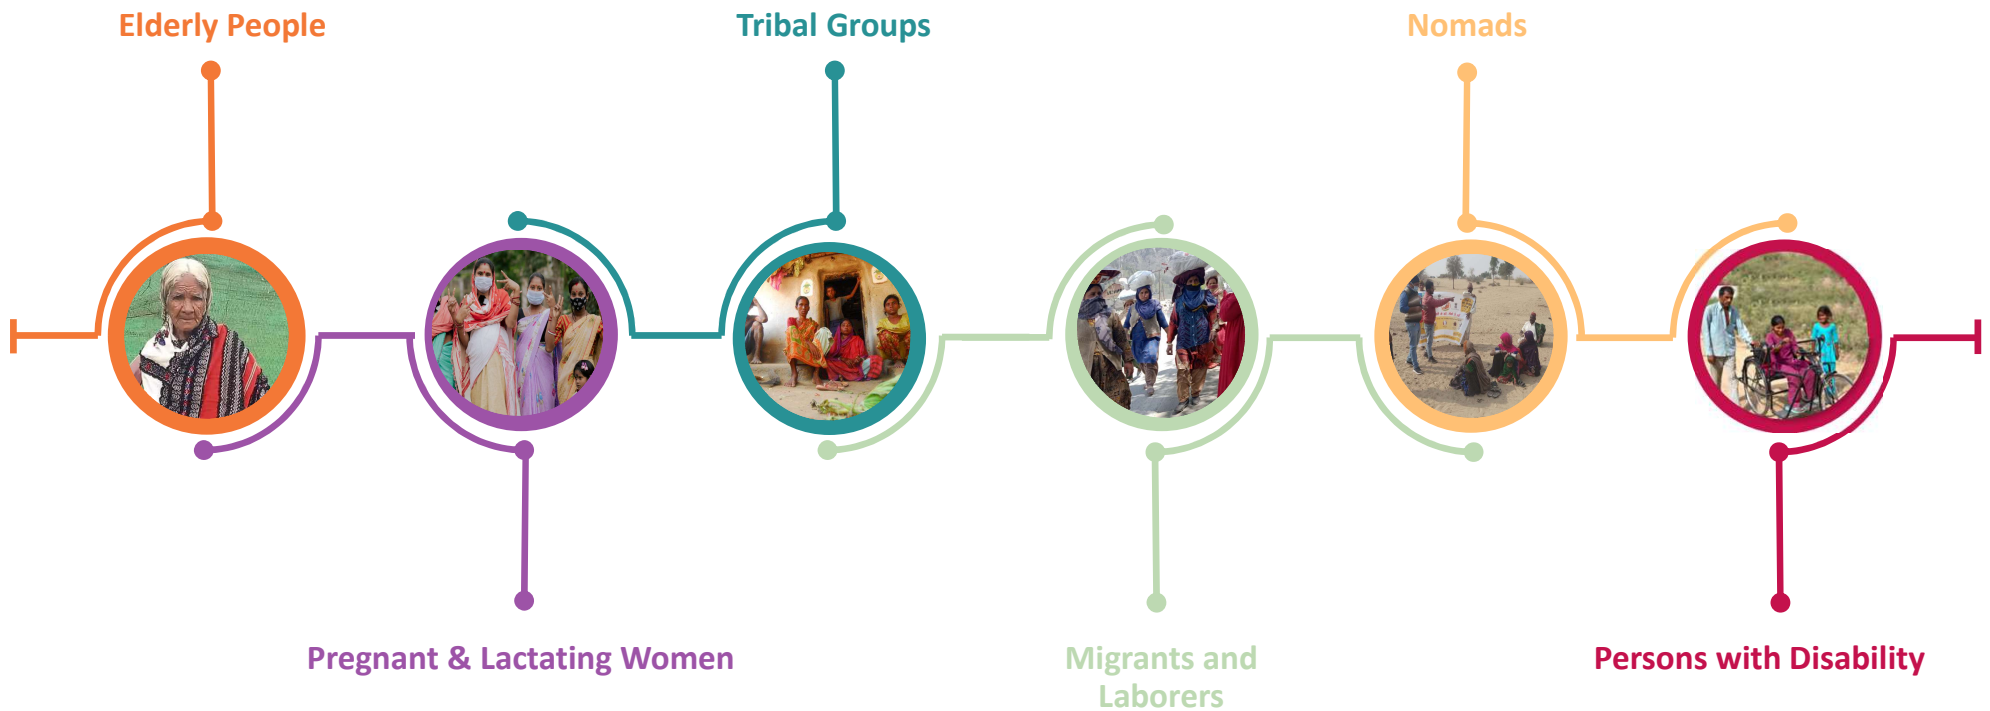 Elderly People
Tribal Groups
Nomads
Pregnant & Lactating Women
Migrants and
Laborers
Persons with Disability